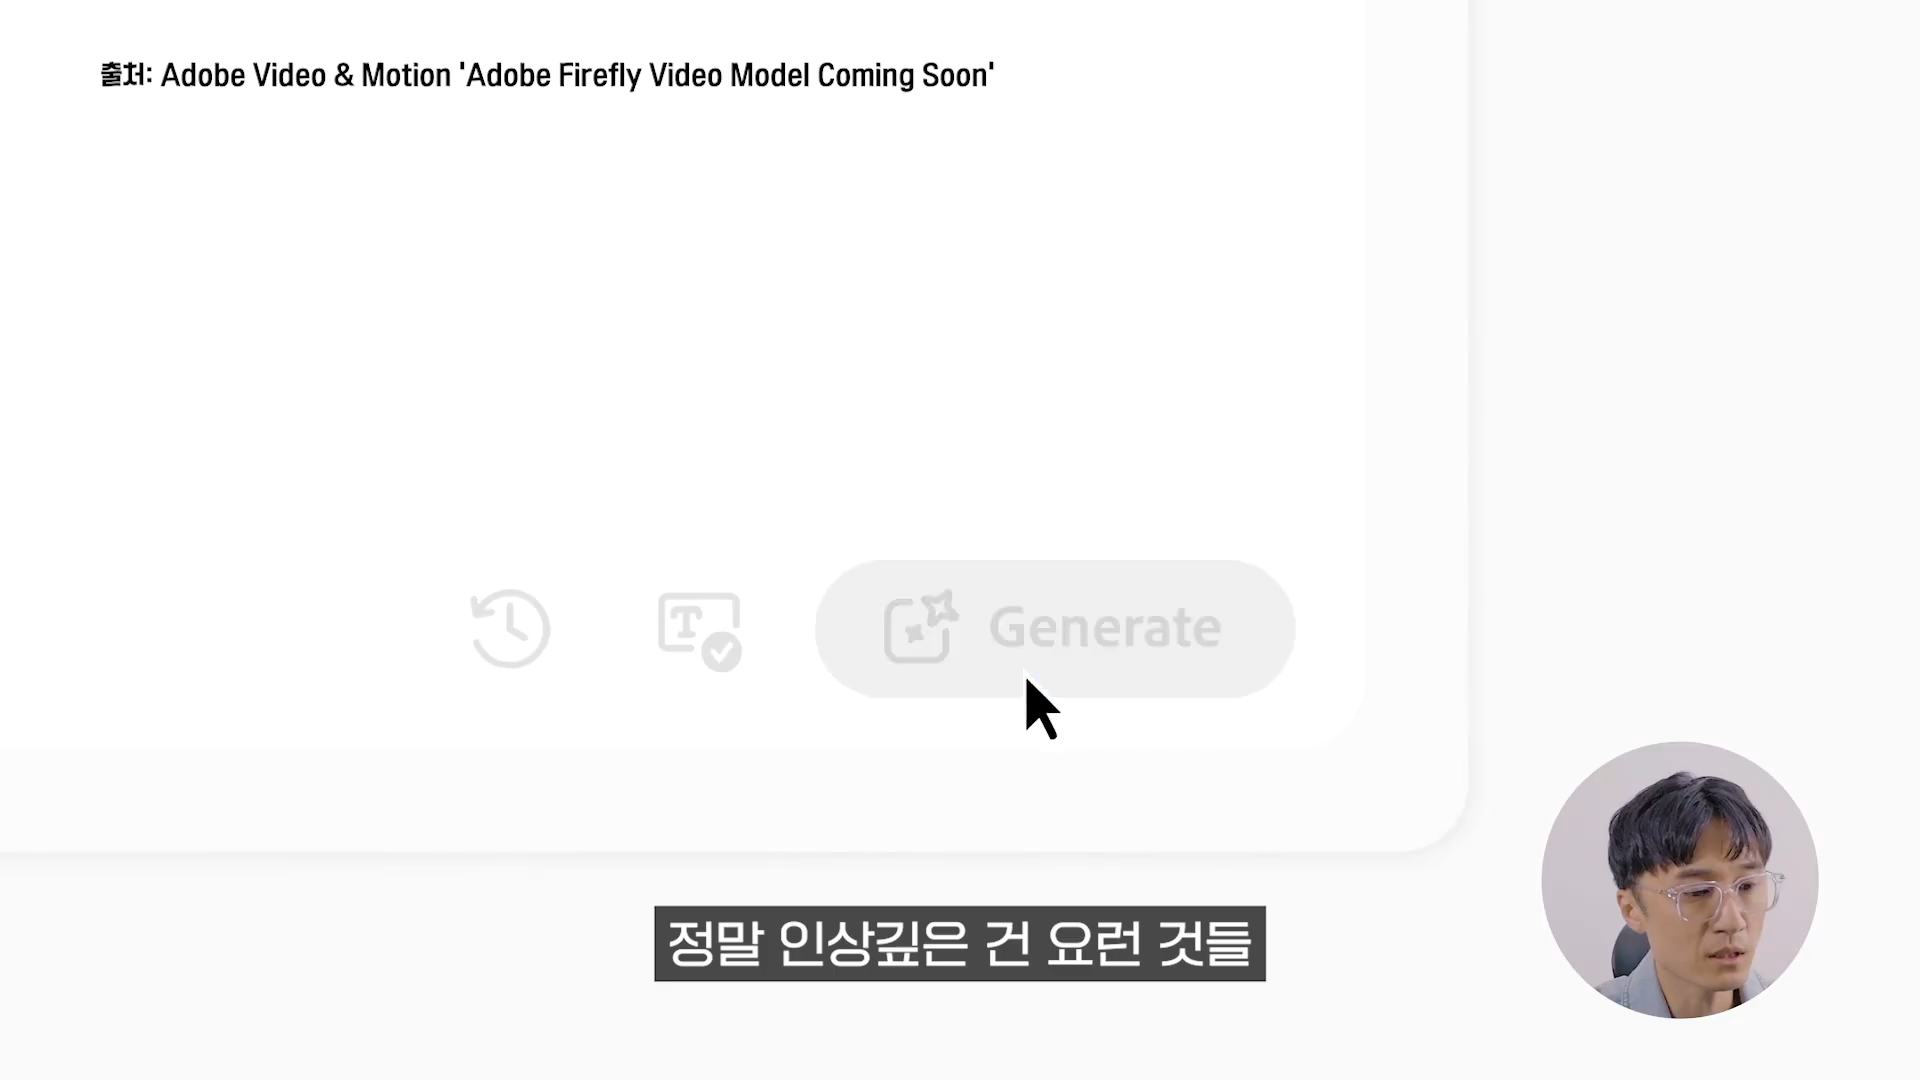 출처: Adobe Video & Motion 'Adobe Firefly Video Model Coming Soon'
Generate
정말 인상깊은 건 요런 것들